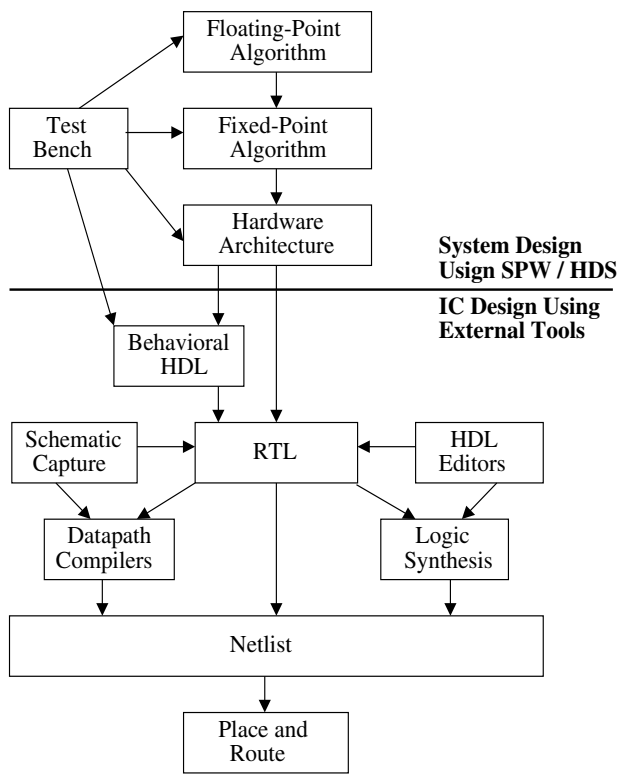 Floating-Point
Algorithm
Test
Bench
Fixed-Point
Algorithm
Hardware
Architecture
System Design
Usign SPW / HDS
IC Design Using
External Tools
Behavioral
HDL
Schematic
Capture
RTL
HDL
Editors
Datapath
Compilers
Logic
Synthesis
Netlist
Place and
Route